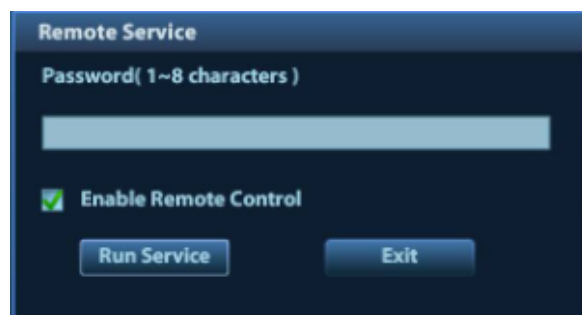 Remote Service
Password( 1~8 characters )
Enable Remote Control
Run Service
Exit